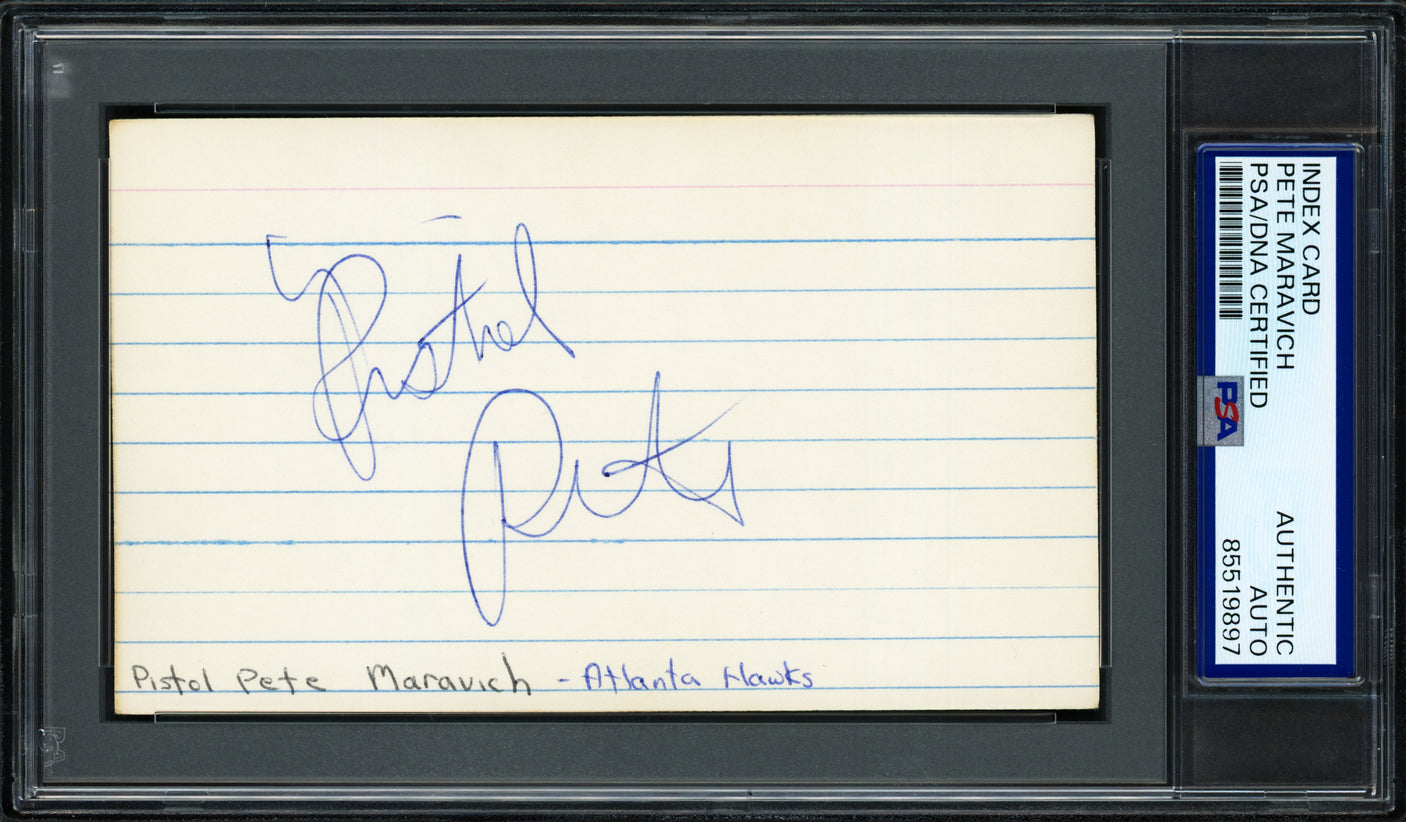 Pistol
Pete
Pistol Pete Maravich - Atlanta Hawks
INDEX CARD
PETE MARAVICH
PSA/DNA CERTIFIED
AUTHENTIC
AUTO
85519897
PSA